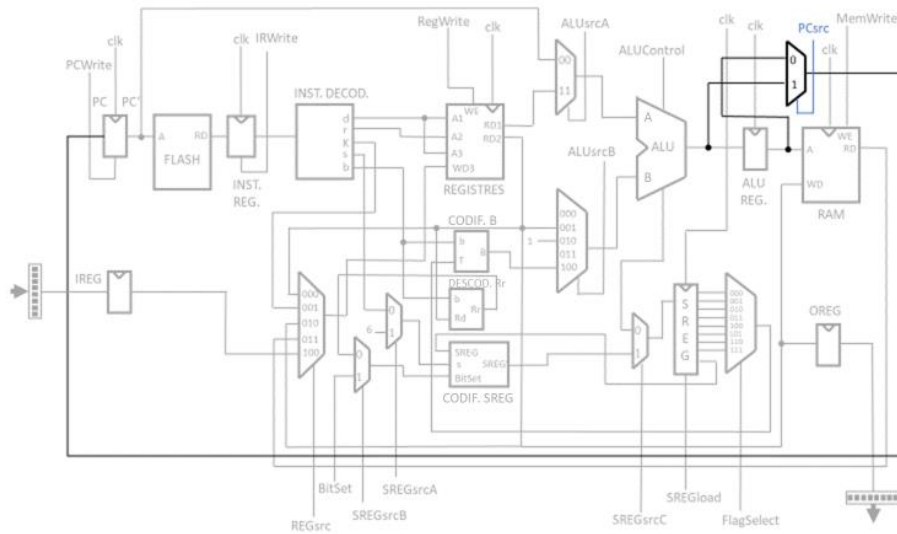 clk
clk
IRWrite
RegWrite
clk
ALUsrcA
ALUControl
clk
clk
PCsrc
clk
MemWrite
PCWrite
PC
PC'
INST. DECOD.
A
RD
FLASH
INST.
REG.
d
r
K
s
b
WE
A1
A2
A3
WD3
RD1
RD2
REGISTRES
00
11
A
ALU
B
0
1
ALU
REG.
WE
A
RD
WD
RAM
ALUsrcB
CODIF. B
b
T
B
000
001
010
011
100
1
DESCOD. Rr
b
Rd
Rr
IREG
000
001
010
011
100
0
1
6
0
1
SREG
s
BitSet
SREG'
CODIF. SREG
0
1
S
R
E
G
000
001
010
011
100
101
110
111
OREG
BitSet
SREGsrcA
REGsrc
SREGsrcB
SREGsrcC
SREGload
FlagSelect